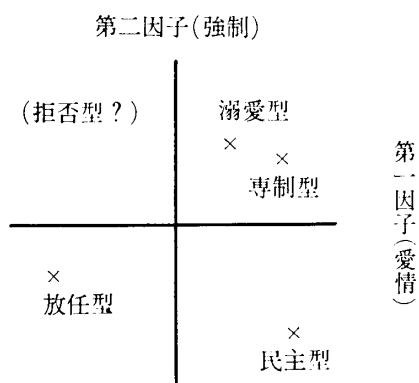 第二因子(強制)
(拒否型?)
溺愛型
専制型
第一因子(愛情)
放任型
民主型